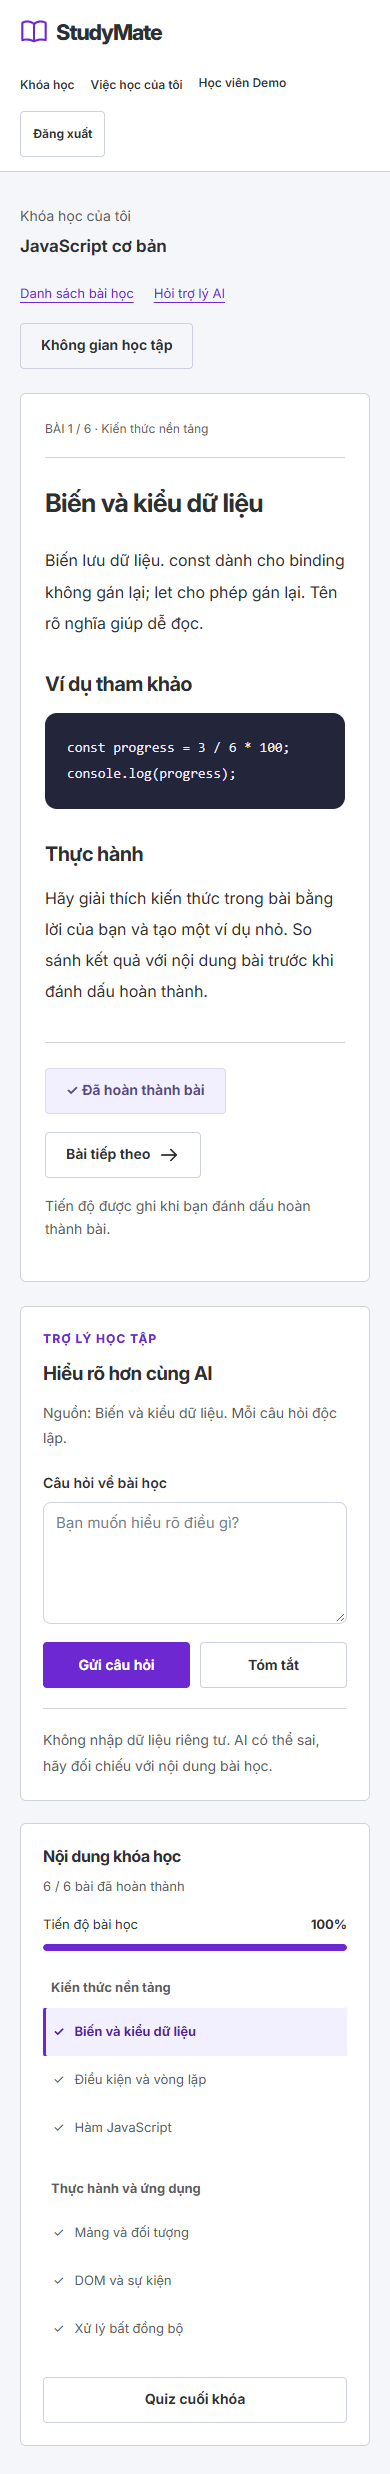 StudyMate
Khóa học
Việc học của tôi
Học viên Demo
Đăng xuất
Khóa học của tôi
JavaScript cơ bản
Danh sách bài học
Hỏi trợ lý AI
Không gian học tập
BÀI 1 / 6 · Kiến thức nền tảng
Biến và kiểu dữ liệu
Biến lưu dữ liệu. const dành cho binding
không gán lại; let cho phép gán lại. Tên
rõ nghĩa giúp dễ đọc.
Ví dụ tham khảo
const progress = 3 / 6 * 100;
console.log(progress);
Thực hành
Hãy giải thích kiến thức trong bài bằng
lời của bạn và tạo một ví dụ nhỏ. So
sánh kết quả với nội dung bài trước khi
đánh dấu hoàn thành.
✓ Đã hoàn thành bài
Bài tiếp theo →
Tiến độ được ghi khi bạn đánh dấu hoàn
thành bài.
TRỢ LÝ HỌC TẬP
Hiểu rõ hơn cùng AI
Nguồn: Biến và kiểu dữ liệu. Mỗi câu hỏi độc
lập.
Câu hỏi về bài học
Bạn muốn hiểu rõ điều gì?
Gửi câu hỏi
Tóm tắt
Không nhập dữ liệu riêng tư. AI có thể sai,
hãy đối chiếu với nội dung bài học.
Nội dung khóa học
6 / 6 bài đã hoàn thành
Tiến độ bài học 100%
Kiến thức nền tảng
✓ Biến và kiểu dữ liệu
✓ Điều kiện và vòng lặp
✓ Hàm JavaScript
Thực hành và ứng dụng
✓ Mảng và đối tượng
✓ DOM và sự kiện
✓ Xử lý bất đồng bộ
Quiz cuối khóa